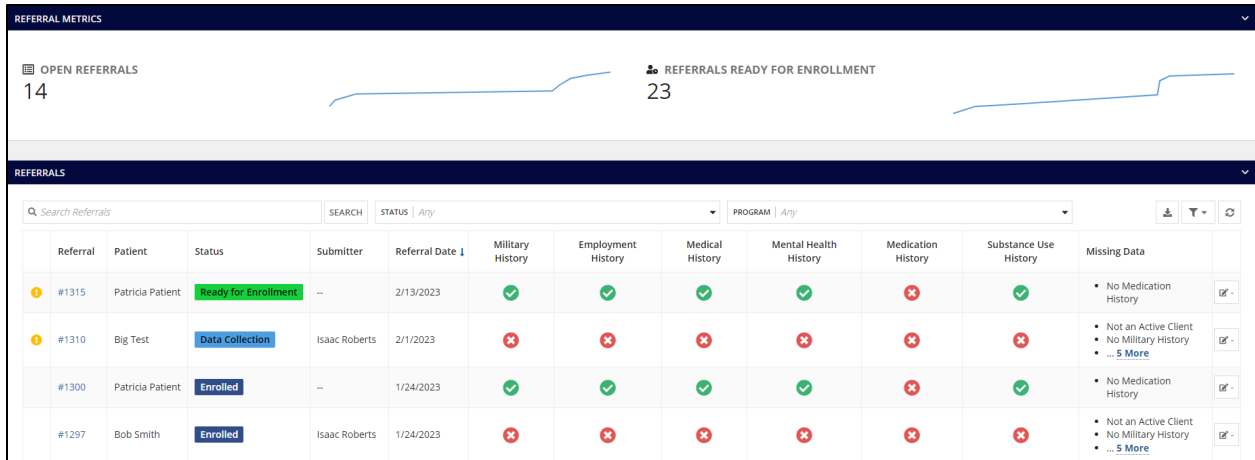 REFERRAL METRICS
OPEN REFERRALS
14
REFERRALS READY FOR ENROLLMENT
23
REFERRALS
Search Referrals SEARCH STATUS | Any PROGRAM | Any
Referral Patient Status Submitter Referral Date ↓ Military History Employment History Medical History Mental Health History Medication History Substance Use History Missing Data
#1315 Patricia Patient Ready for Enrollment -- 2/13/2023 • No Medication History
#1310 Big Test Data Collection Isaac Roberts 2/1/2023 • Not an Active Client
• No Military History
• ... 5 More
#1300 Patricia Patient Enrolled -- 1/24/2023 • No Medication History
#1297 Bob Smith Enrolled Isaac Roberts 1/24/2023 • Not an Active Client
• No Military History
• ... 5 More